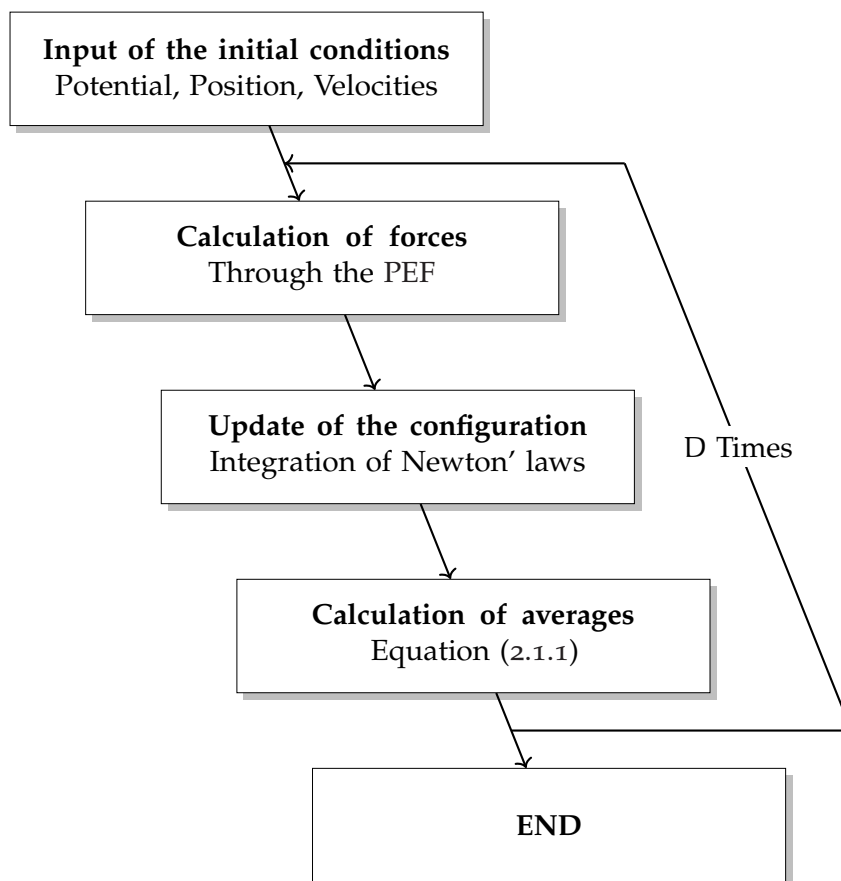 Input of the initial conditions
Potential, Position, Velocities
Calculation of forces
Through the PEF
Update of the configuration
Integration of Newton’ laws
D Times
Calculation of averages
Equation (2.1.1)
END